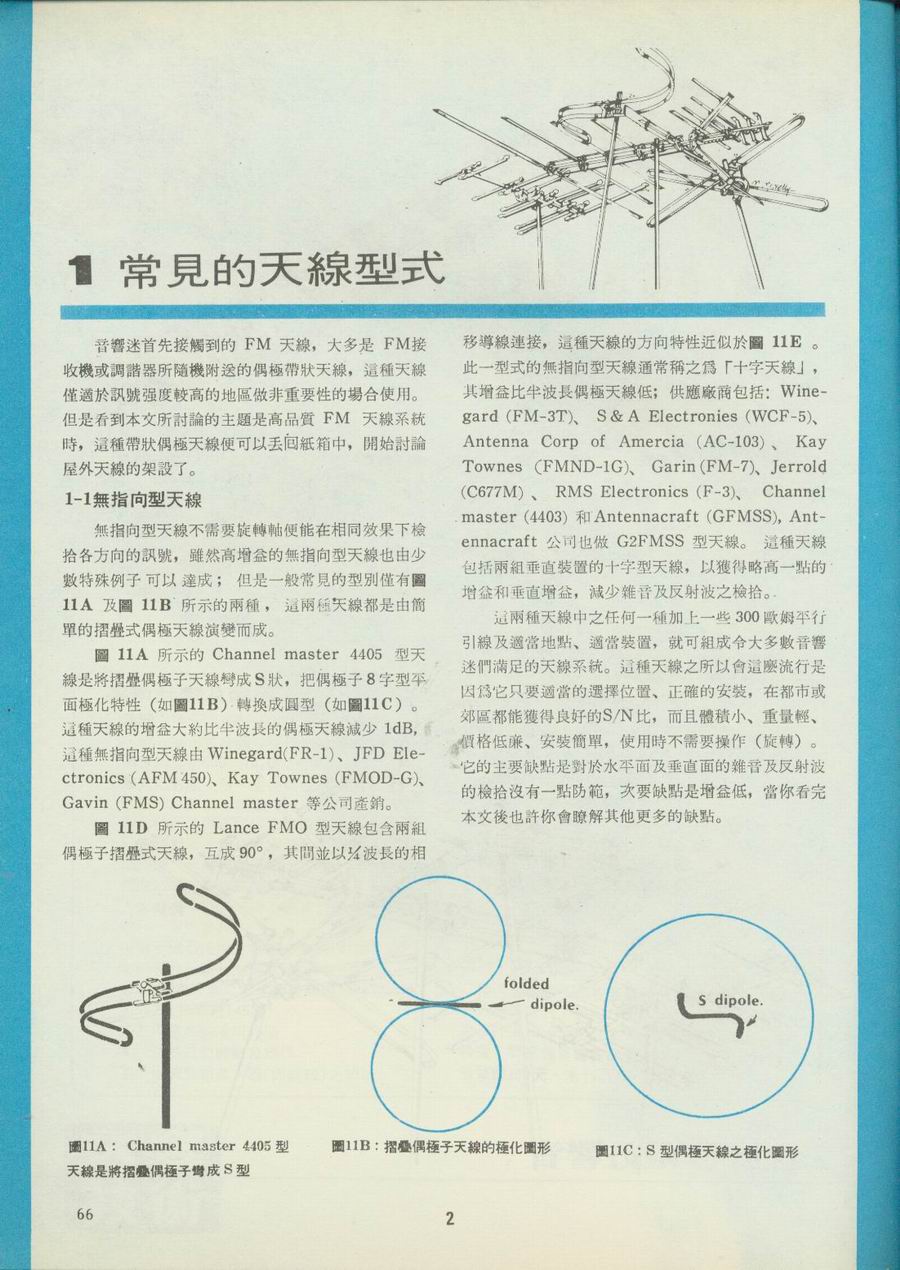 1 常見的天線型式
音響迷首先接觸到的 FM 天線，大多是 FM接
收機或調諧器所隨機附送的偶極帶狀天線，這種天線
僅適於訊號强度較高的地區做非重要性的場合使用。
但是看到本文所討論的主題是高品質 FM 天線系統
時，這種帶狀偶極天線便可以丢回紙箱中，開始討論
屋外天線的架設了。
1-1無指向型天線
無指向型天線不需要旋轉軸便能在相同效果下檢
拾各方向的訊號，雖然高增益的無指向型天線也由少
數特殊例子可以達成；但是一般常見的型別僅有圖
11A 及圖 11B 所示的兩種，這兩種天線都是由簡
單的摺疊式偶極天線演變而成。
圖 11A 所示的 Channel master 4405 型天
線是將摺疊偶極子天線彎成S狀，把偶極子8字型平
面極化特性（如圖11B）轉換成圓型（如圖11C）。
這種天線的增益大約比半波長的偶極天線減少 1dB,
這種無指向型天線由 Winegard(FR-1)、JFD Ele-
ctronics (AFM 450)、Kay Townes (FMOD-G)、
Gavin (FMS) Channel master 等公司產銷。
圖 11D 所示的 Lance FMO 型天線包含兩組
偶極子摺疊式天線，互成90°，其間並以¼波長的相
移導線連接，這種天線的方向特性近似於圖 11E 。
此一型式的無指向型天線通常稱之爲「十字天線」，
其增益比半波長偶極天線低；供應廠商包括：Wine-
gard (FM-3T)、 S & A Electronies (WCF-5)、
Antenna Corp of Amercia (AC-103) 、 Kay
Townes (FMND-1G)、 Garin (FM-7)、Jerrold
(C677M) 、 RMS Electronics (F-3)、 Channel
master (4403) 和 Antennacraft (GFMSS), Ant-
ennacraft 公司也做 G2FMSS 型天線。 這種天線
包括兩組垂直裝置的十字型天線，以獲得略高一點的
增益和垂直增益，減少雜音及反射波之檢拾。
這兩種天線中之任何一種加上一些 300 歐姆平行
引線及適當地點、適當裝置，就可組成令大多數音響
迷們滿足的天線系統。這種天線之所以會這麽流行是
因爲它只要適當的選擇位置、正確的安裝，在都市或
郊區都能獲得良好的S/N比，而且體積小、重量輕、
價格低廉、安裝簡單，使用時不需要操作（旋轉）。
它的主要缺點是對於水平面及垂直面的雜音及反射波
的檢拾沒有一點防範，次要缺點是增益低，當你看完
本文後也許你會瞭解其他更多的缺點。
folded
dipole.
S dipole.
圖11A： Channel master 4405 型
天線是將摺疊偶極子彎成 S 型
圖11B：摺疊偶極子天線的極化圖形
圖11C：S 型偶極天線之極化圖形
66
2